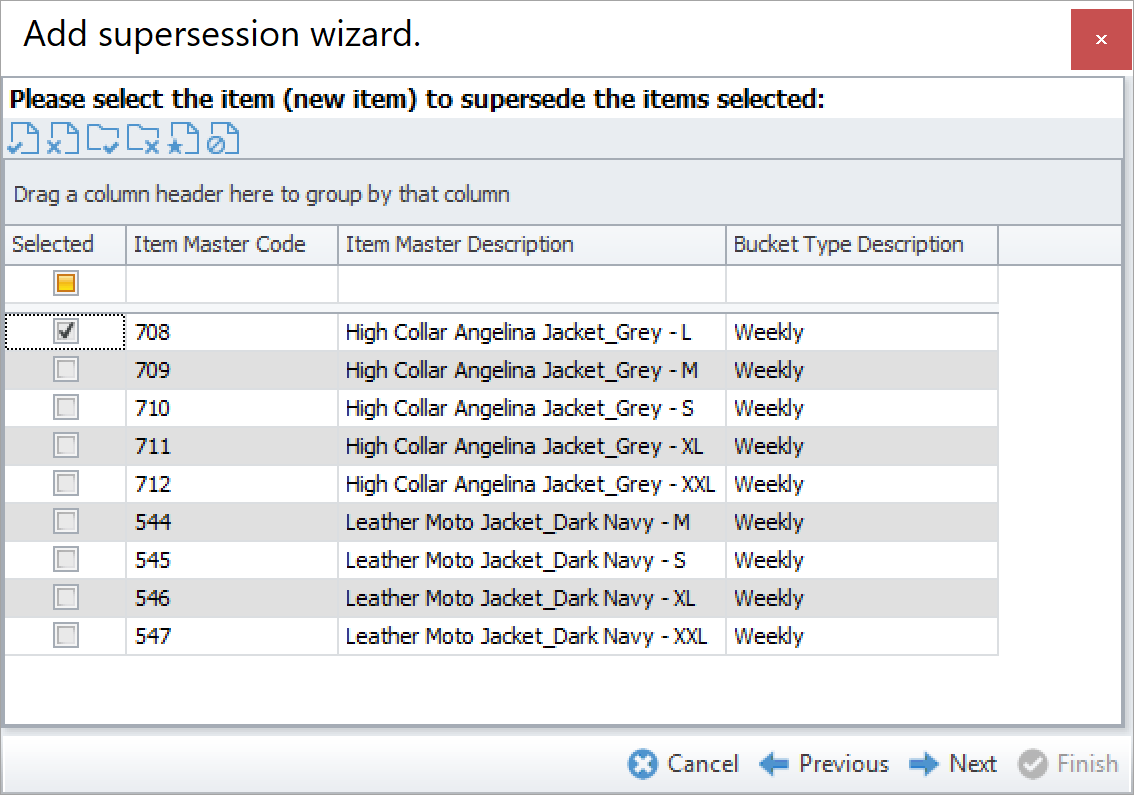 Add supersession wizard.
Please select the item (new item) to supersede the items selected:
Drag a column header here to group by that column
Selected Item Master Code Item Master Description Bucket Type Description
708 High Collar Angelina Jacket_Grey - L Weekly
709 High Collar Angelina Jacket_Grey - M Weekly
710 High Collar Angelina Jacket_Grey - S Weekly
711 High Collar Angelina Jacket_Grey - XL Weekly
712 High Collar Angelina Jacket_Grey - XXL Weekly
544 Leather Moto Jacket_Dark Navy - M Weekly
545 Leather Moto Jacket_Dark Navy - S Weekly
546 Leather Moto Jacket_Dark Navy - XL Weekly
547 Leather Moto Jacket_Dark Navy - XXL Weekly
Cancel Previous Next Finish